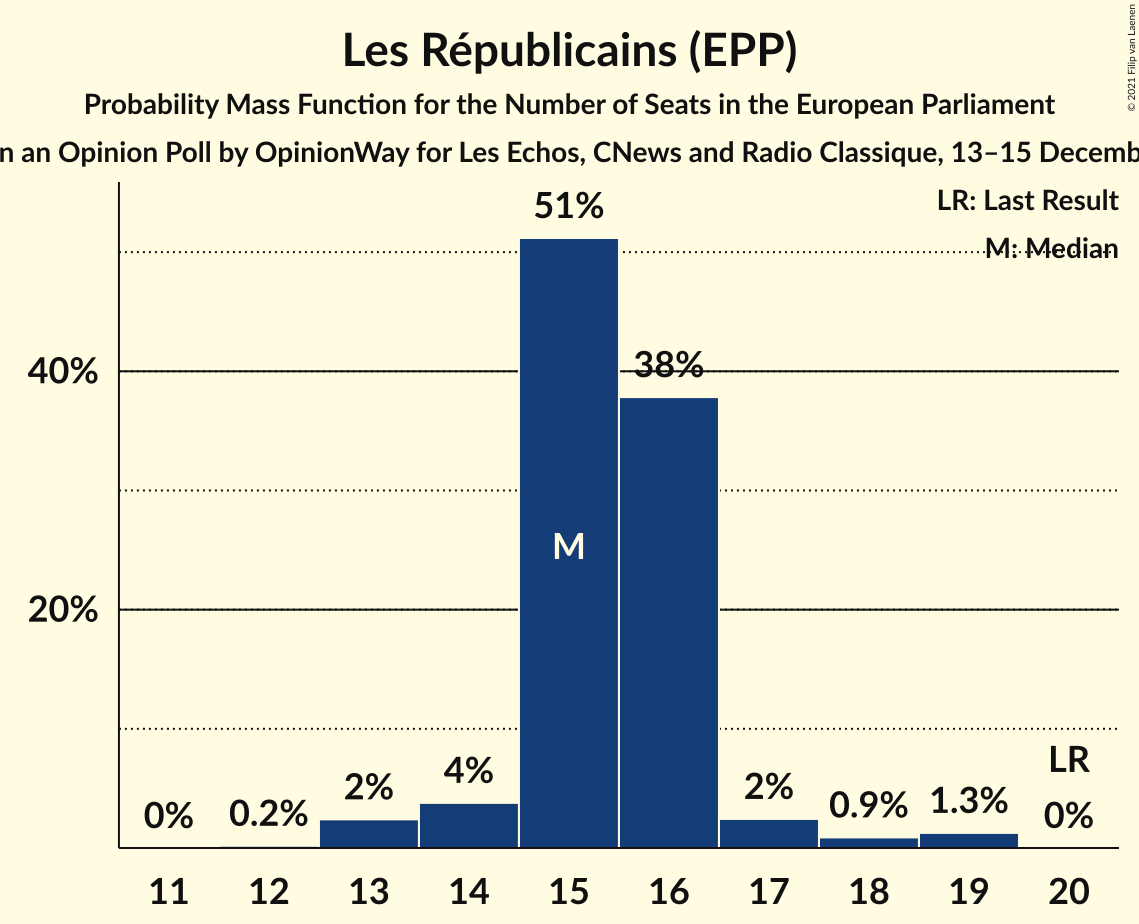 © 2021 Filip van Laenen
Les Républicains (EPP)
Probability Mass Function for the Number of Seats in the European Parliament
n an Opinion Poll by OpinionWay for Les Echos, CNews and Radio Classique, 13–15 Decemb
LR: Last Result
M: Median
51%
40%
38%
M
20%
LR
0%
0.2%
2%
4%
2%
0.9%
1.3%
0%
11 12 13 14 15 16 17 18 19 20